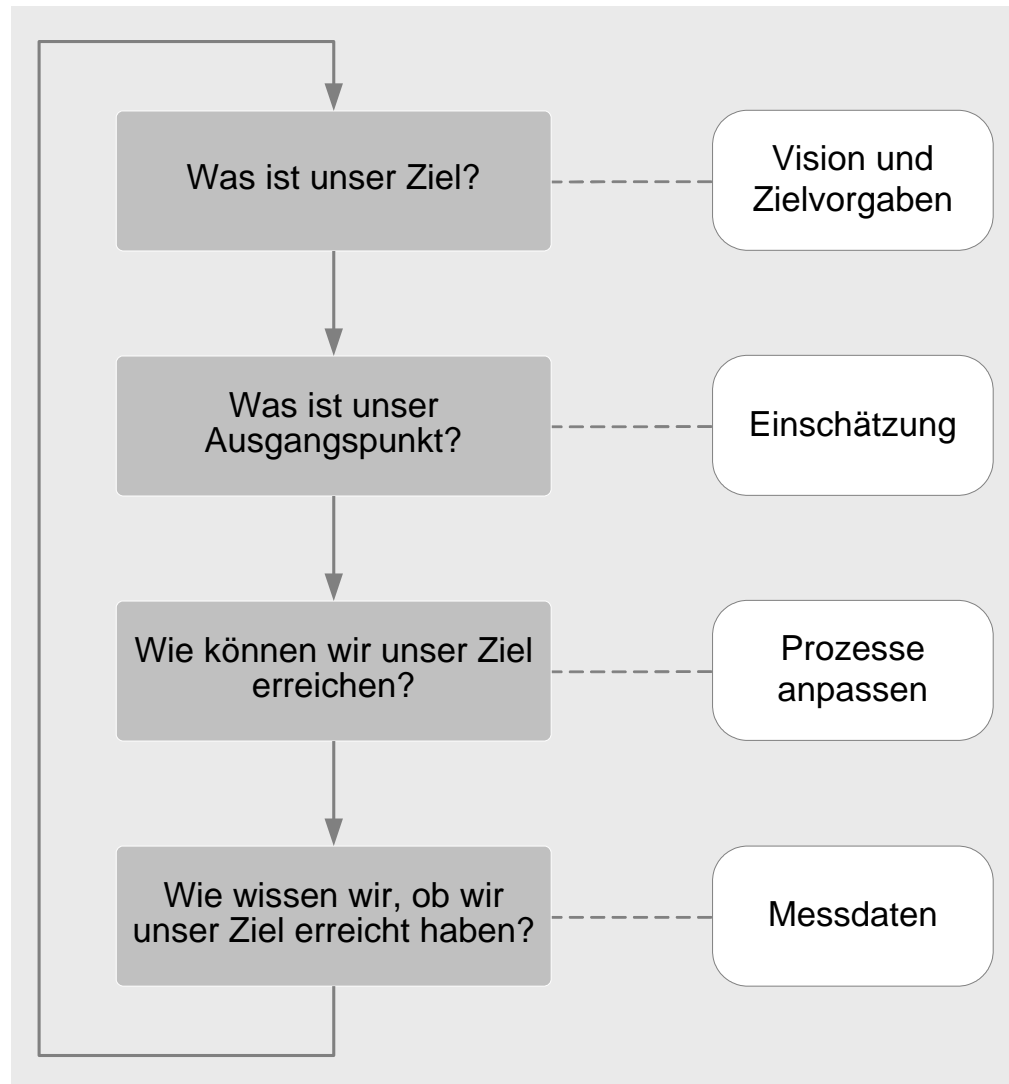 Was ist unser Ziel?
Vision und
Zielvorgaben
Was ist unser
Ausgangspunkt?
Einschätzung
Wie können wir unser Ziel
erreichen?
Prozesse
anpassen
Wie wissen wir, ob wir
unser Ziel erreicht haben?
Messdaten